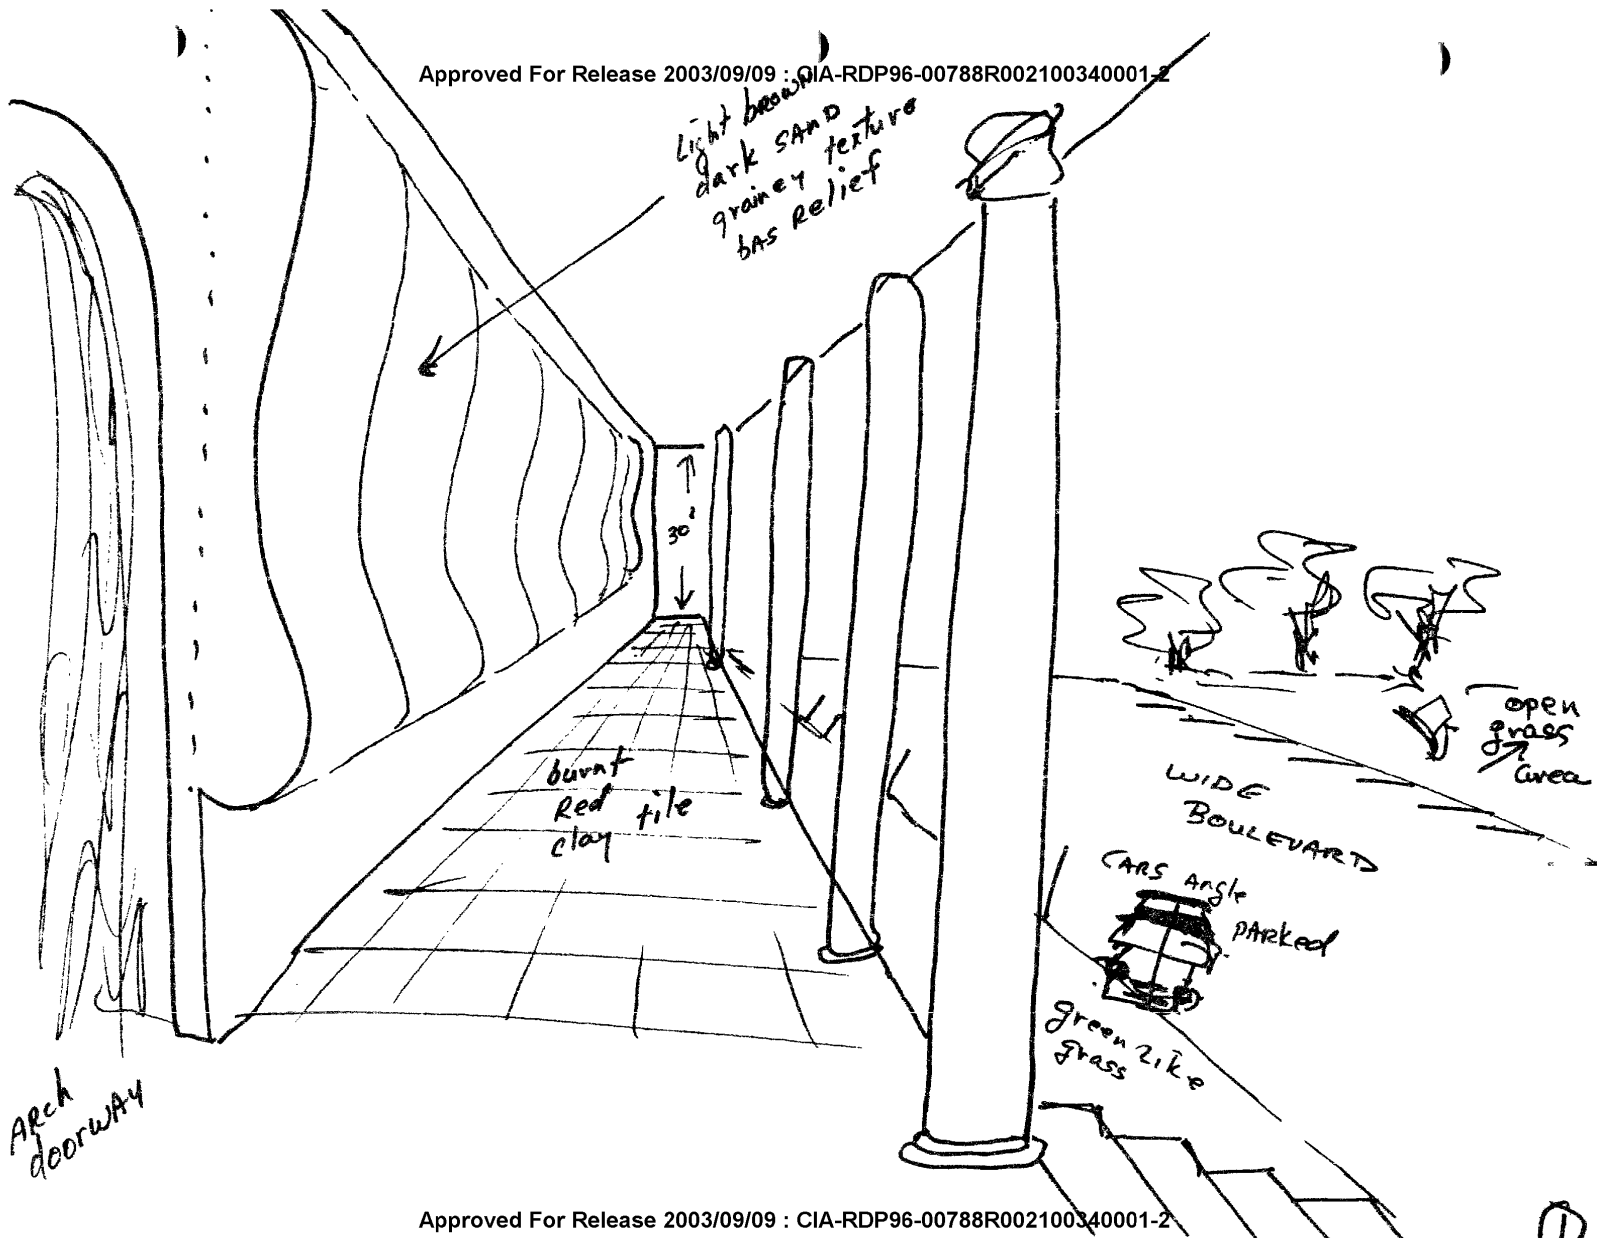 Approved For Release 2003/09/09 : CIA-RDP96-00788R002100340001-2
Light brown
dark SAND
grainey texture
bAS Relief
30'
open
grass
area
WIDE
BOULEVARD
CARS Angle
PARKed
burnt
Red tile
clay
green like
grass
ARch
doorwAy
Approved For Release 2003/09/09 : CIA-RDP96-00788R002100340001-2
1